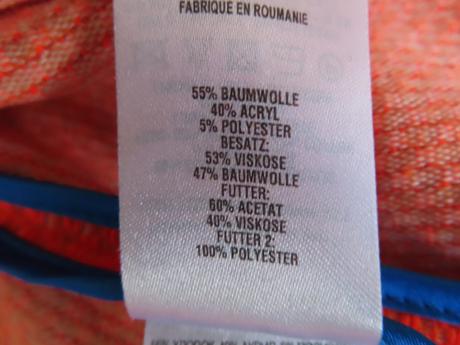 FABRIQUE EN ROUMANIE
55% BAUMWOLLE
40% ACRYL
5% POLYESTER
BESATZ:
53% VISKOSE
47% BAUMWOLLE
FUTTER:
60% ACETAT
40% VISKOSE
FUTTER 2:
100% POLYESTER